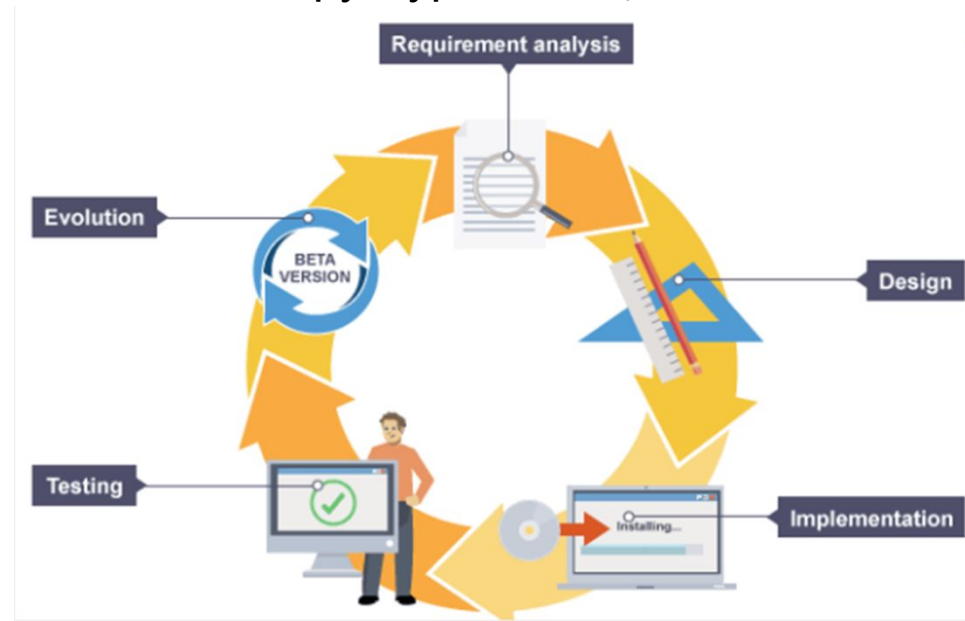 Requirement analysis
Evolution
BETA
VERSION
Design
Testing
Installing...
Implementation